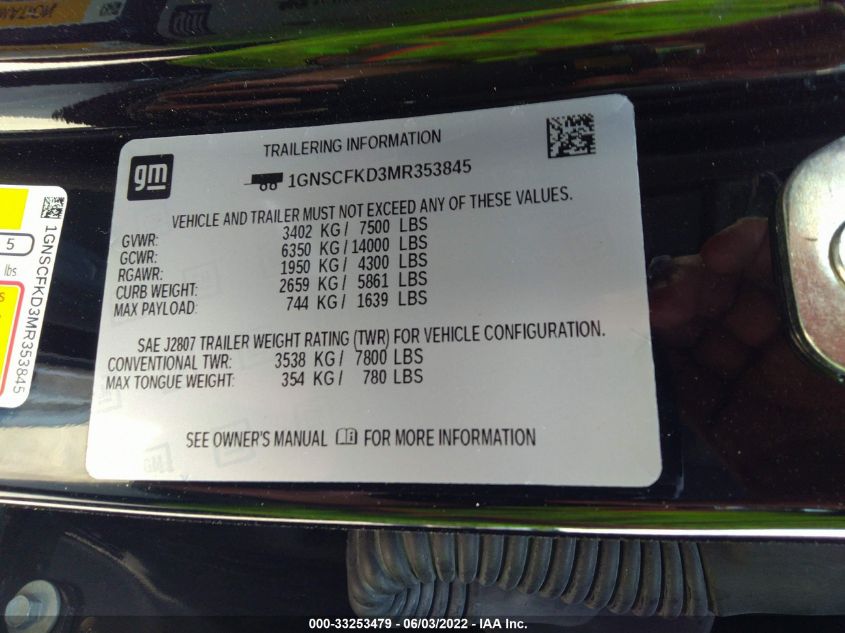 gm
TRAILERING INFORMATION
1GNSCFKD3MR353845
VEHICLE AND TRAILER MUST NOT EXCEED ANY OF THESE VALUES.
GVWR: 3402 KG / 7500 LBS
GCWR: 6350 KG / 14000 LBS
RGAWR: 1950 KG / 4300 LBS
CURB WEIGHT: 2659 KG / 5861 LBS
MAX PAYLOAD: 744 KG / 1639 LBS
SAE J2807 TRAILER WEIGHT RATING (TWR) FOR VEHICLE CONFIGURATION.
CONVENTIONAL TWR: 3538 KG / 7800 LBS
MAX TONGUE WEIGHT: 354 KG / 780 LBS
SEE OWNER'S MANUAL FOR MORE INFORMATION
5
lbs
1GNSCFKD3MR353845
000-33253479 - 06/03/2022 - IAA Inc.